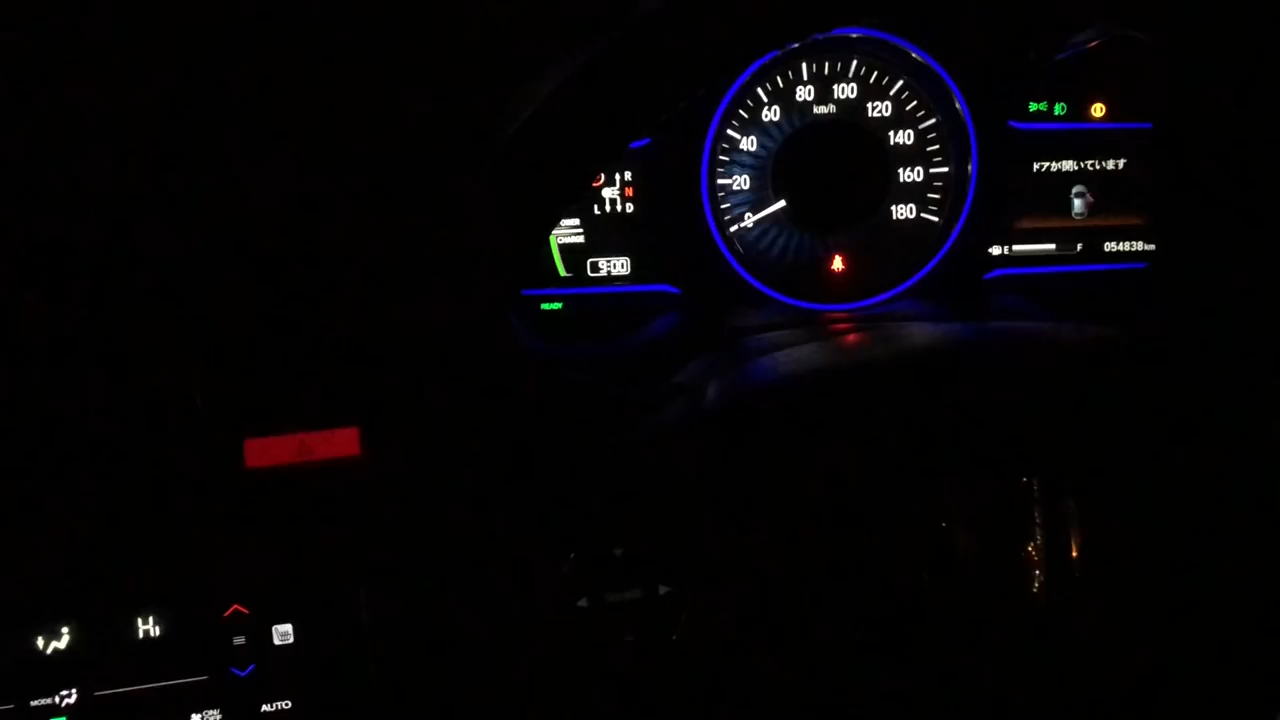 80 100
60 km/h 120
40 140
20 160
0 180
R
N
L D
POWER
CHARGE
9:00
READY
ドアが開いています
E F 054838km
Hi
MODE
ON/OFF
AUTO